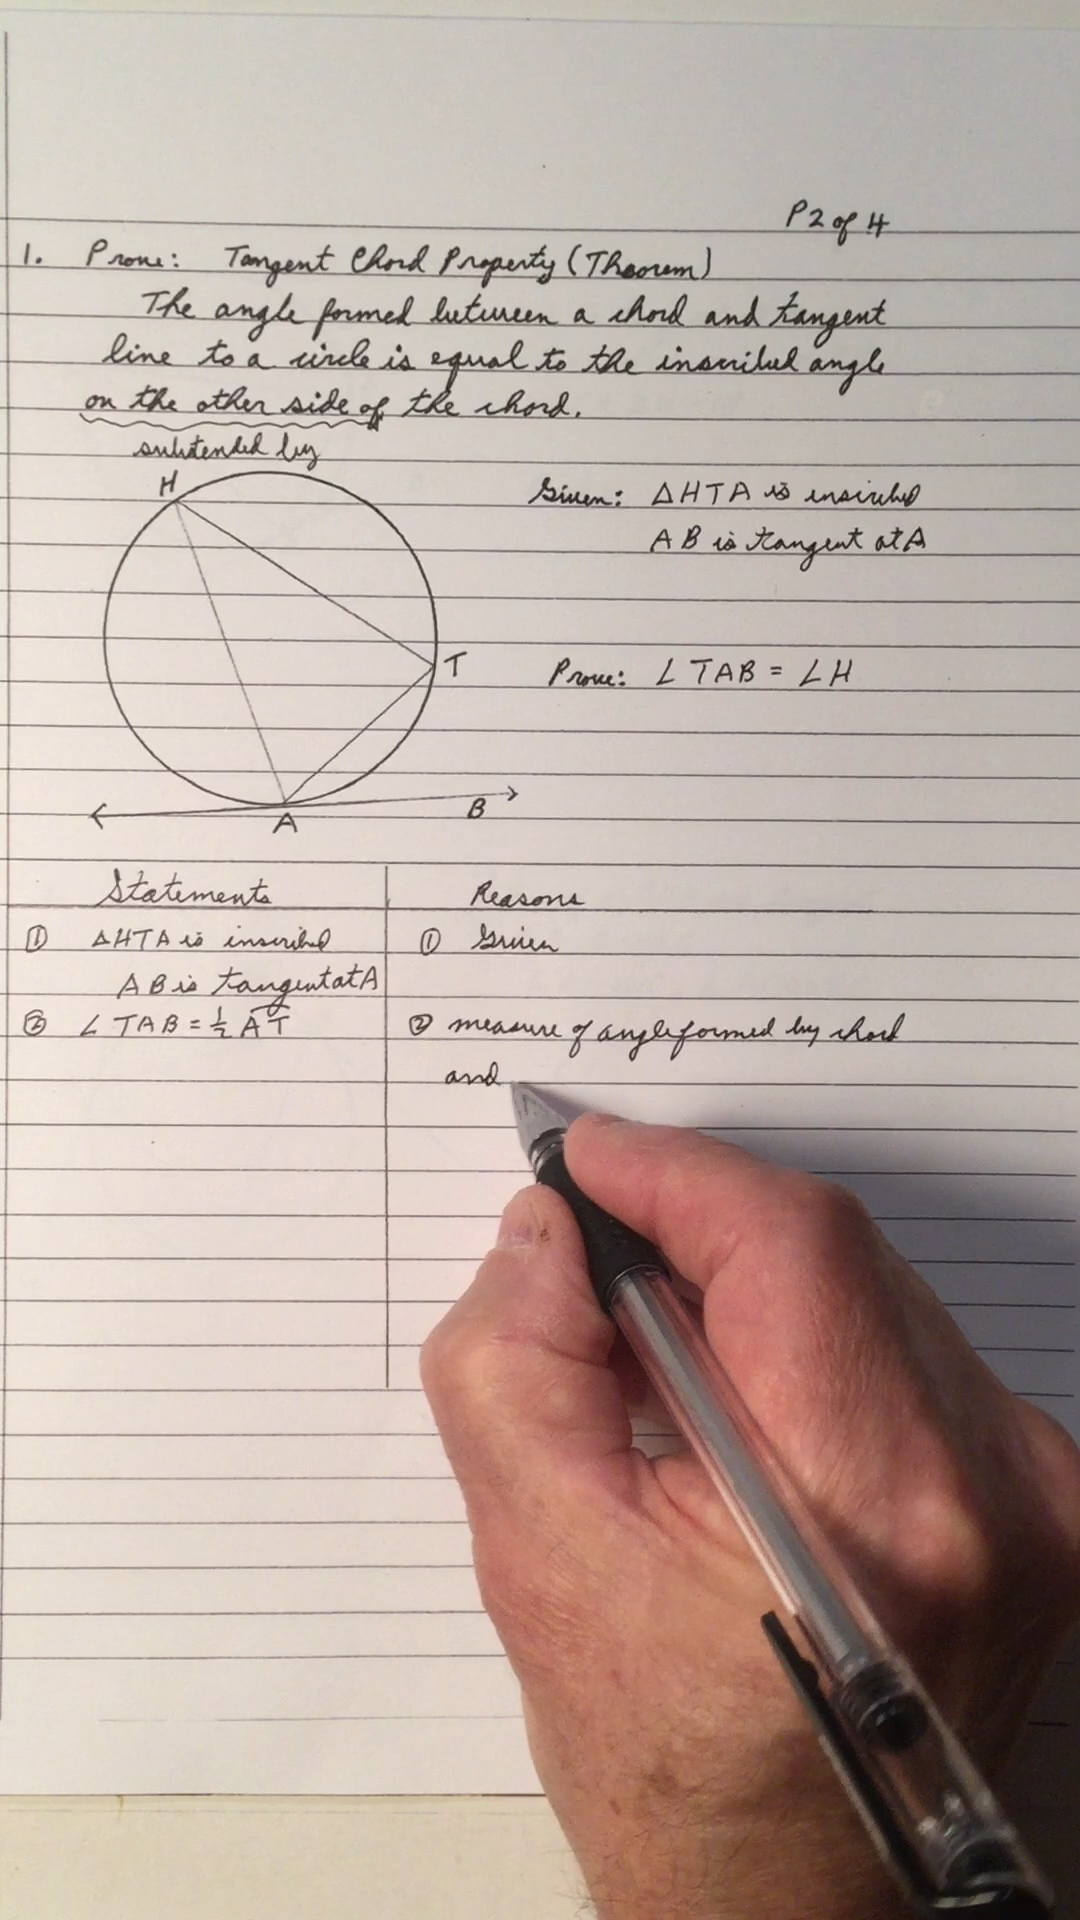 P2 of 4
1. Prove: Tangent Chord Property (Theorem)
The angle formed between a chord and tangent
line to a circle is equal to the inscribed angle
on the other side of the chord.
subtended by
H
Given: △HTA is inscribed
AB is tangent at A
T
Prove: ∠TAB = ∠H
B
A
Statements
Reasons
① △HTA is inscribed
① Given
AB is tangent at A
② ∠TAB = ½ A͡T
② measure of angle formed by chord
and